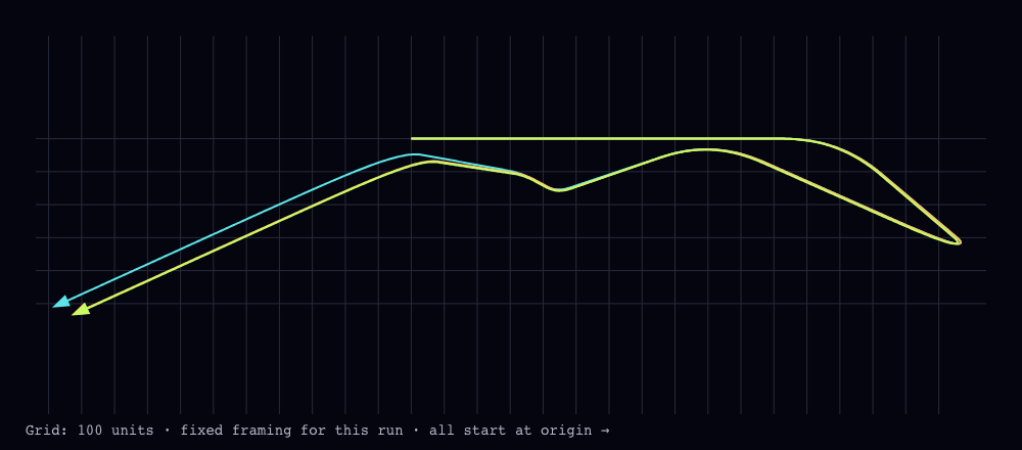 Grid: 100 units · fixed framing for this run · all start at origin →